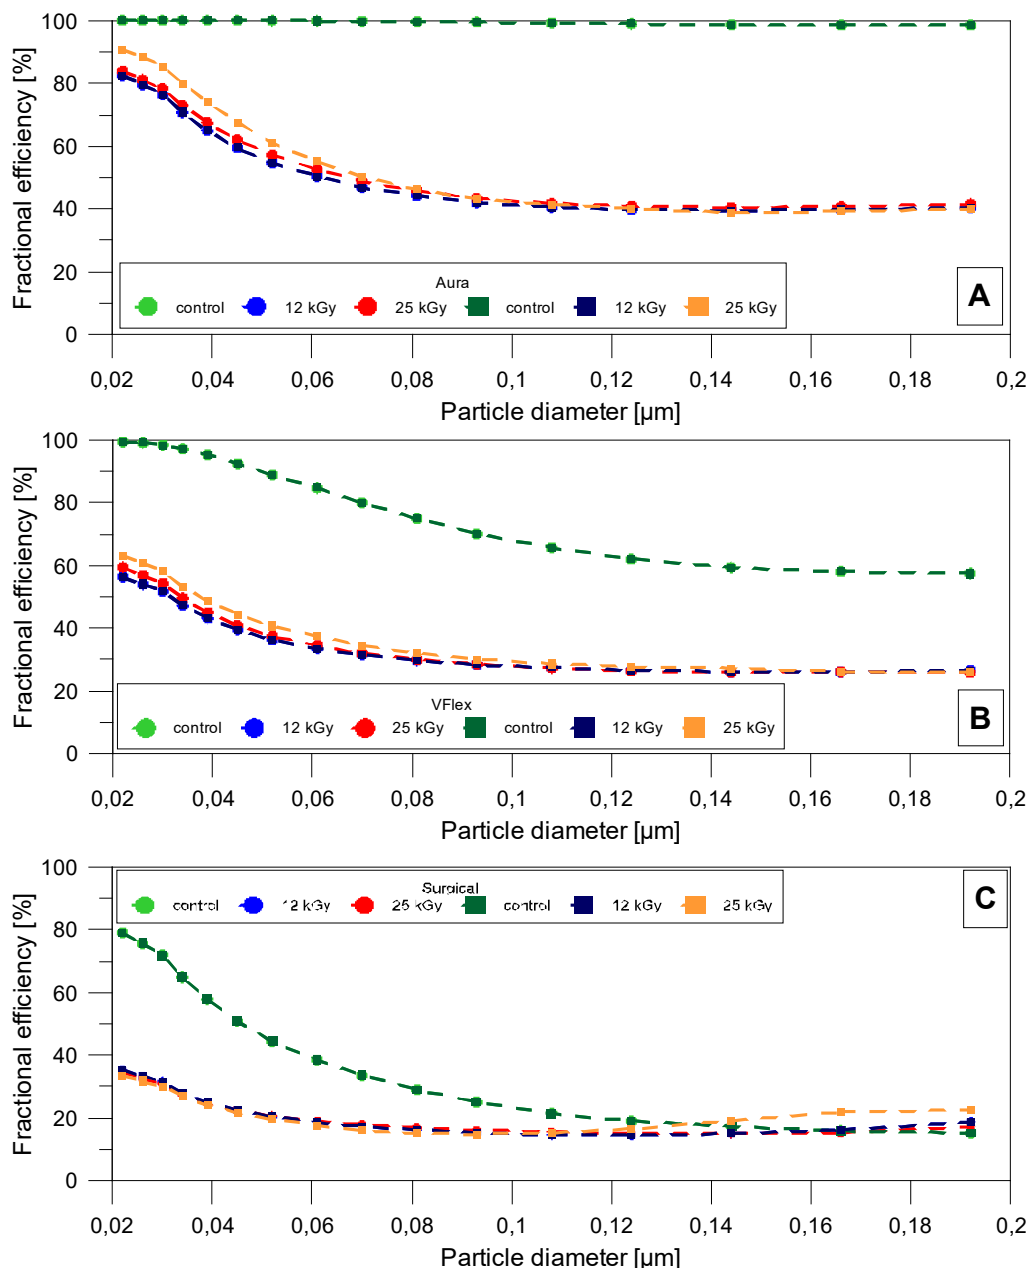 100
80
60
40
20
0
Fractional efficiency [%]
Aura
control 12 kGy 25 kGy control 12 kGy 25 kGy
A
0,02 0,04 0,06 0,08 0,1 0,12 0,14 0,16 0,18 0,2
Particle diameter [µm]
100
80
60
40
20
0
Fractional efficiency [%]
VFlex
control 12 kGy 25 kGy control 12 kGy 25 kGy
B
0,02 0,04 0,06 0,08 0,1 0,12 0,14 0,16 0,18 0,2
Particle diameter [µm]
100
80
60
40
20
0
Fractional efficiency [%]
Surgical
control 12 kGy 25 kGy control 12 kGy 25 kGy
C
0,02 0,04 0,06 0,08 0,1 0,12 0,14 0,16 0,18 0,2
Particle diameter [µm]